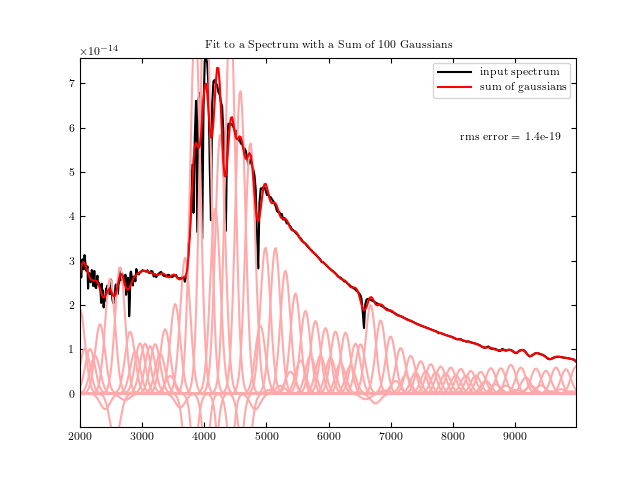 Fit to a Spectrum with a Sum of 100 Gaussians
×10⁻¹⁴
input spectrum
sum of gaussians
rms error = 1.4e-19
7
6
5
4
3
2
1
0
2000 3000 4000 5000 6000 7000 8000 9000